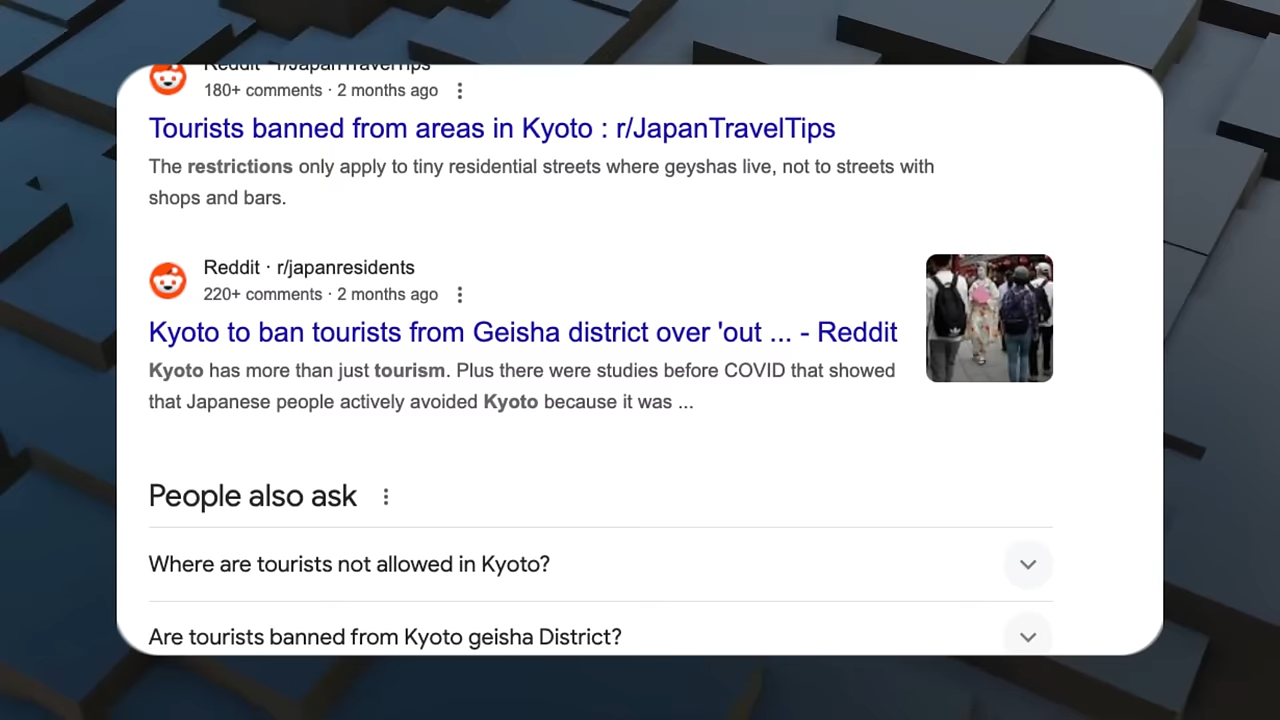 Reddit · r/JapanTravelTips
180+ comments · 2 months ago
Tourists banned from areas in Kyoto : r/JapanTravelTips
The restrictions only apply to tiny residential streets where geyshas live, not to streets with
shops and bars.
Reddit · r/japanresidents
220+ comments · 2 months ago
Kyoto to ban tourists from Geisha district over 'out ... - Reddit
Kyoto has more than just tourism. Plus there were studies before COVID that showed
that Japanese people actively avoided Kyoto because it was ...
People also ask
Where are tourists not allowed in Kyoto?
Are tourists banned from Kyoto geisha District?